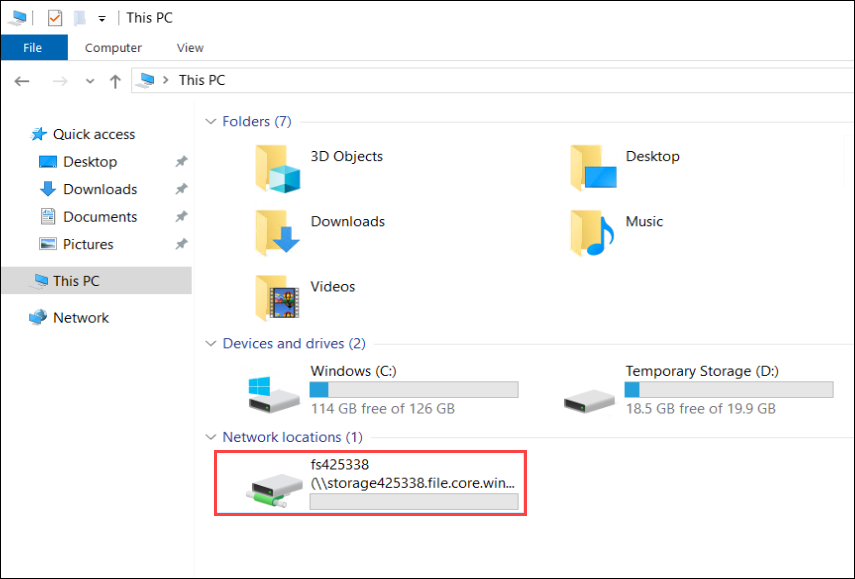 This PC
File Computer View
This PC
Quick access
Desktop
Downloads
Documents
Pictures
This PC
Network
Folders (7)
3D Objects
Desktop
Downloads
Music
Videos
Devices and drives (2)
Windows (C:)
114 GB free of 126 GB
Temporary Storage (D:)
18.5 GB free of 19.9 GB
Network locations (1)
fs425338
(\\storage425338.file.core.win...